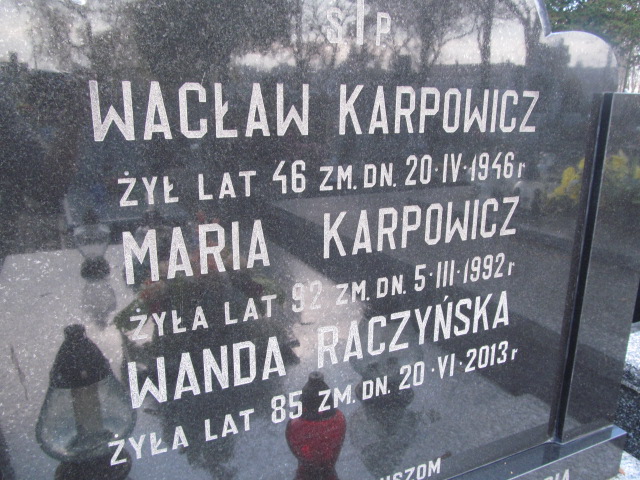 Ś P
WACŁAW KARPOWICZ
ŻYŁ LAT 46 ZM. DN. 20·IV·1946 r
MARIA KARPOWICZ
ŻYŁA LAT 92 ZM. DN. 5·III·1992 r
WANDA RACZYŃSKA
ŻYŁA LAT 85 ZM. DN. 20·VI·2013 r